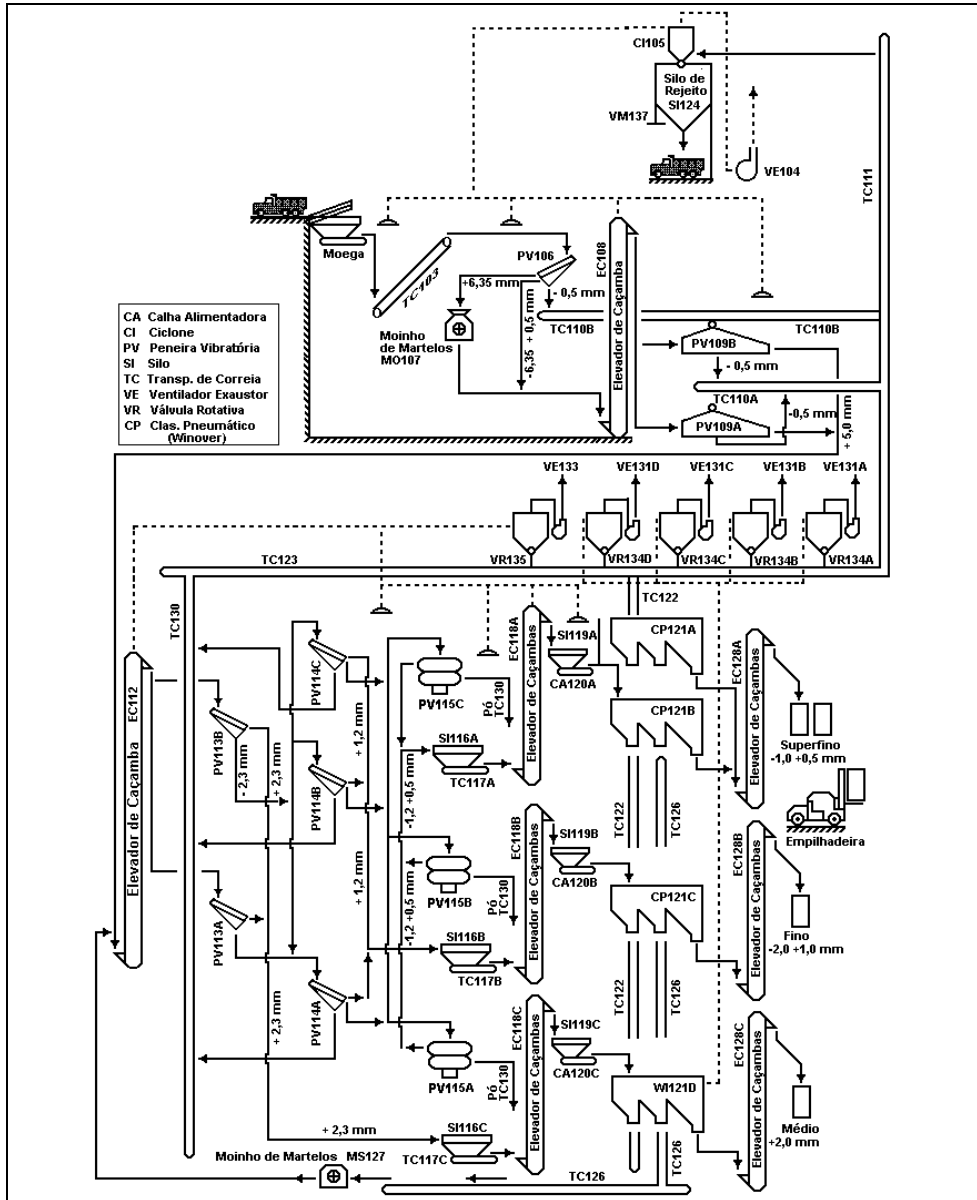 CI105
Silo de
Rejeito
SI124
VM137
VE104
TC111
Moega
TC103
PV106
+6,35 mm
- 0,5 mm
-6,35 + 0,5 mm
EC108
Elevador de Caçamba
TC110B
TC110B
Moinho
de Martelos
MO107
PV109B
- 0,5 mm
TC110A
-0,5 mm
PV109A
+ 5,0 mm
CA Calha Alimentadora
CI Ciclone
PV Peneira Vibratória
SI Silo
TC Transp. de Correia
VE Ventilador Exaustor
VR Válvula Rotativa
CP Clas. Pneumático
(Winover)
VE133
VE131D
VE131C
VE131B
VE131A
VR135
VR134D
VR134C
VR134B
VR134A
TC123
TC122
TC130
EC112
Elevador de Caçamba
PV113B
- 2,3 mm
+ 2,3 mm
PV113A
+ 2,3 mm
PV114C
+ 1,2 mm
PV114B
+ 1,2 mm
PV114A
PV115C
Pó
TC130
-1,2 +0,5 mm
SI116A
TC117A
PV115B
Pó
TC130
-1,2 +0,5 mm
SI116B
TC117B
PV115A
Pó
TC130
+ 2,3 mm
SI116C
TC117C
EC118A
Elevador de Caçambas
SI119A
CA120A
EC118B
Elevador de Caçambas
SI119B
CA120B
EC118C
Elevador de Caçambas
SI119C
CA120C
CP121A
CP121B
TC122
TC126
CP121C
TC122
TC126
WI121D
TC126
EC128A
Elevador de Caçambas
Superfino
-1,0 +0,5 mm
Empilhadeira
EC128B
Elevador de Caçambas
Fino
-2,0 +1,0 mm
EC128C
Elevador de Caçambas
Médio
+2,0 mm
Moinho de Martelos MS127
TC126